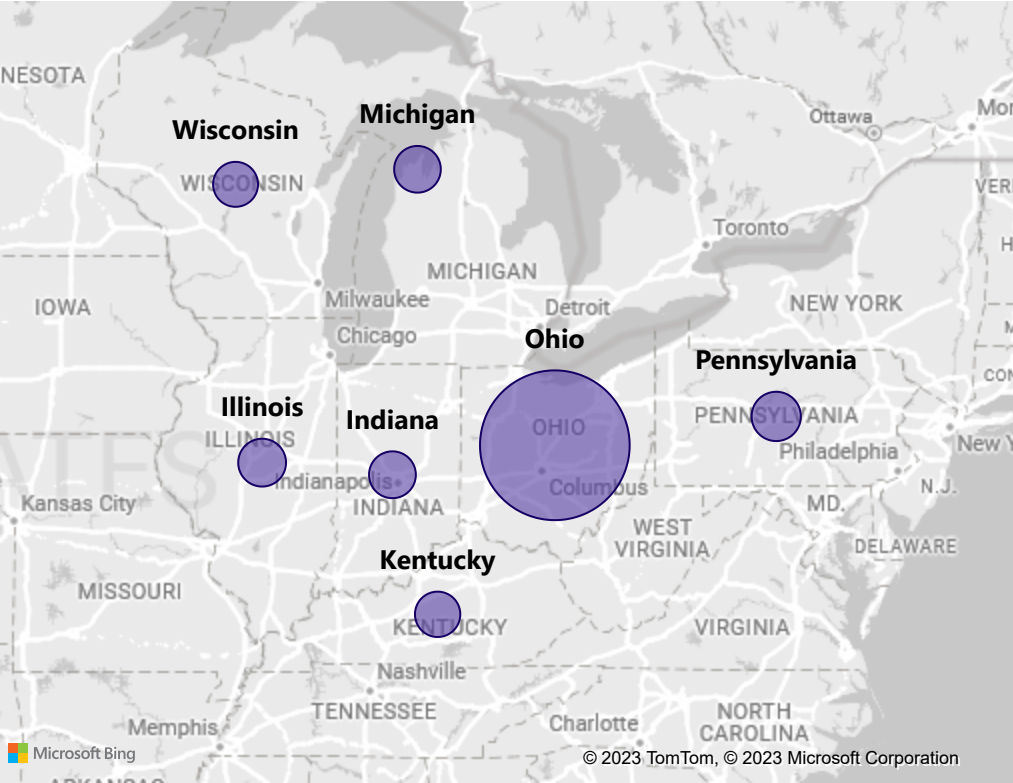 NESOTA
Michigan
Wisconsin
Ottawa
Mon
WISCONSIN
VER
Toronto
MICHIGAN
IOWA
Milwaukee
Detroit
NEW YORK
Chicago
Ohio
Pennsylvania
CON
Illinois
Indiana
PENNSYLVANIA
OHIO
ILLINOIS
New Y
Philadelphia
ATES
Indianapolis
Columbus
N.J.
Kansas City
INDIANA
MD.
WEST
VIRGINIA
DELAWARE
Kentucky
MISSOURI
KENTUCKY
VIRGINIA
Nashville
TENNESSEE
NORTH
CAROLINA
Charlotte
Memphis
Microsoft Bing
© 2023 TomTom, © 2023 Microsoft Corporation